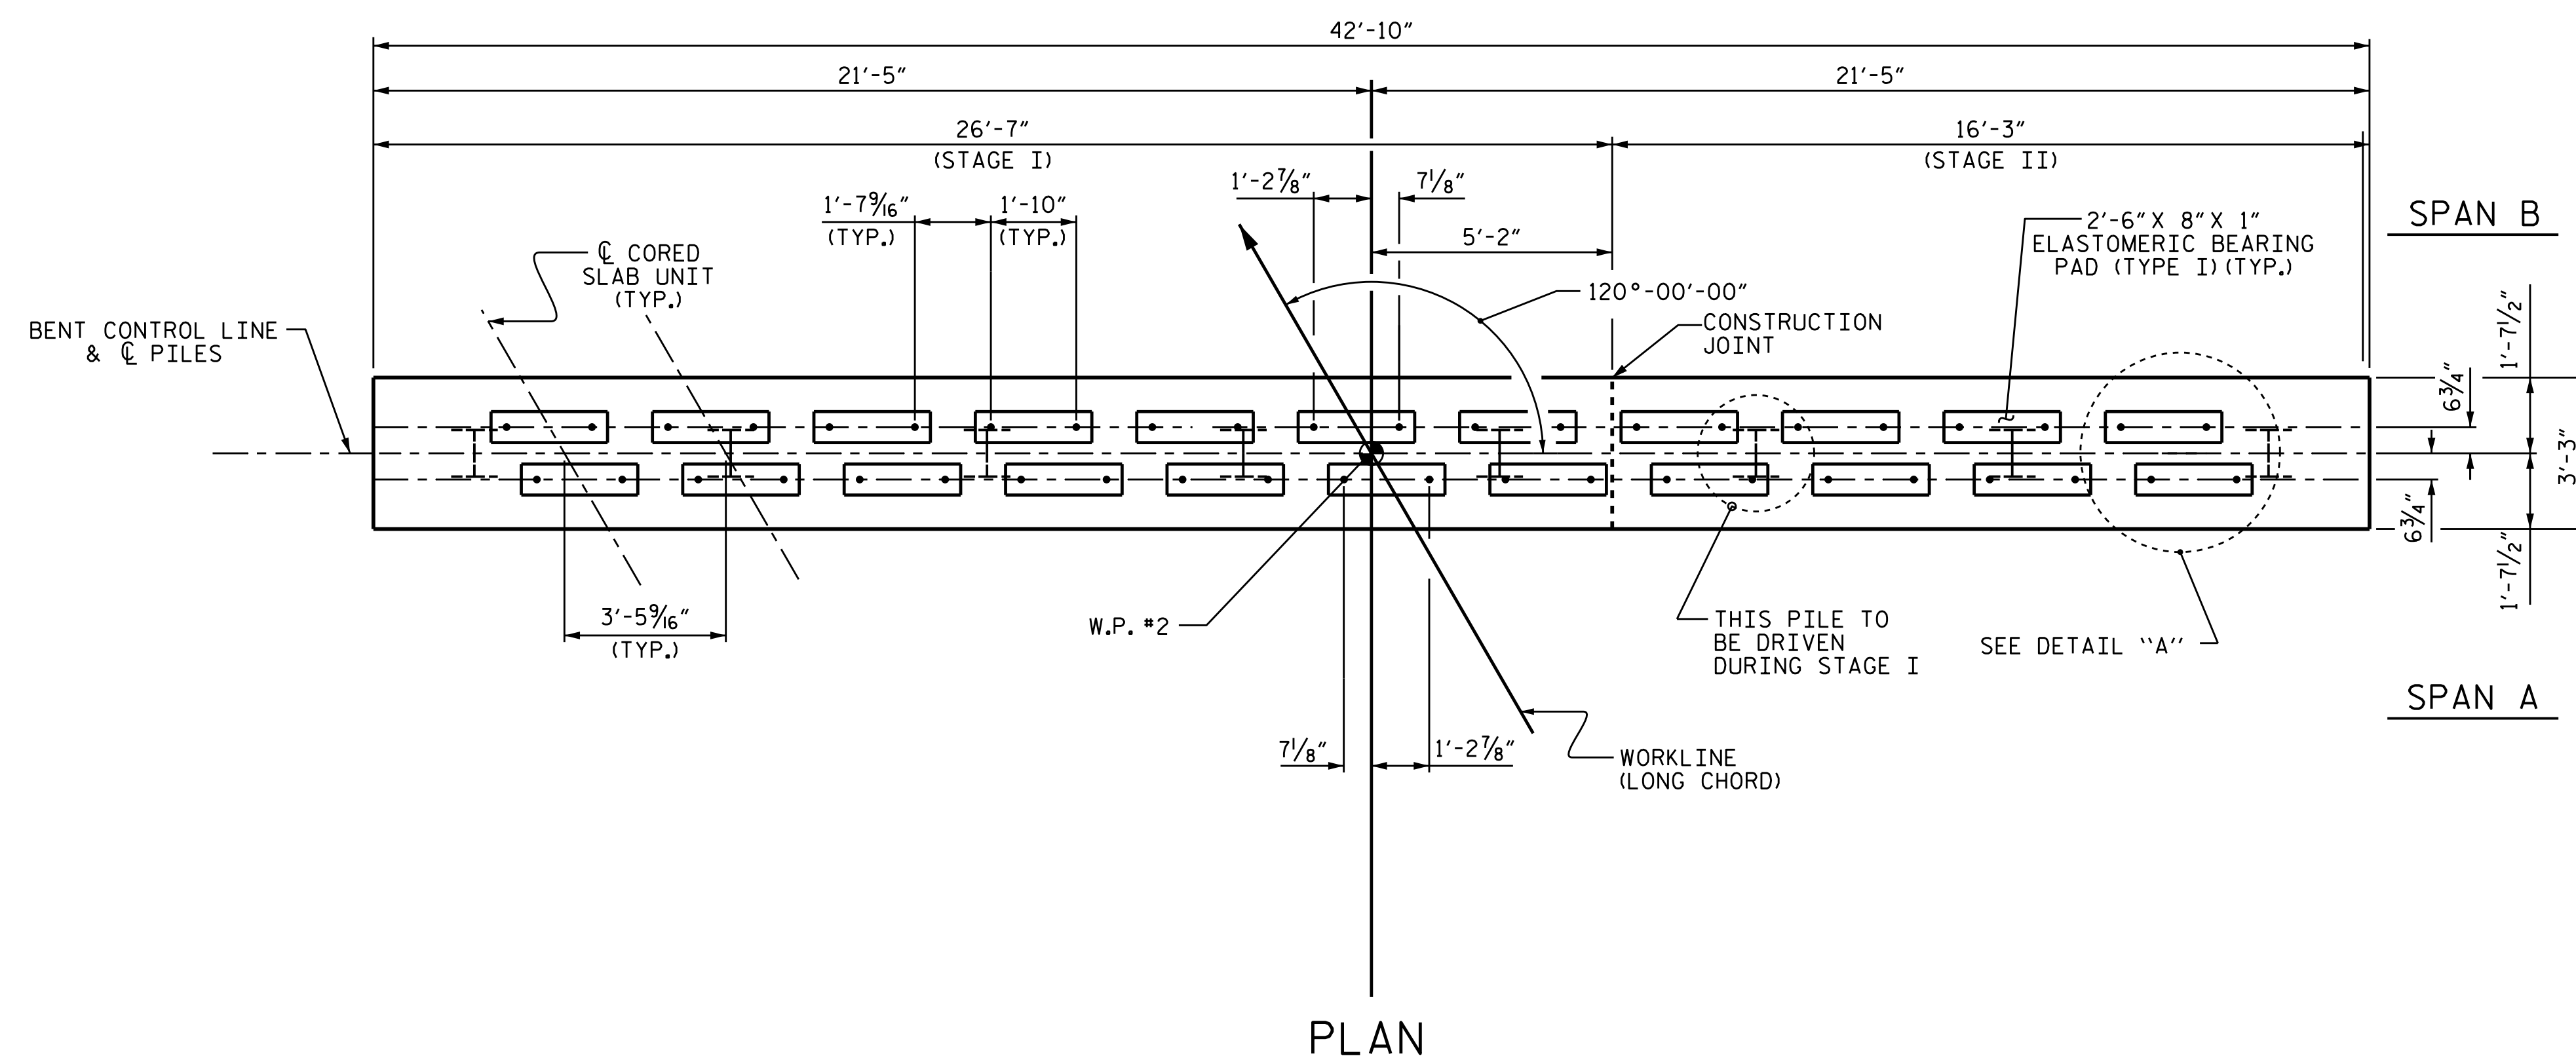 42'-10"
21'-5"
21'-5"
26'-7"
(STAGE I)
16'-3"
(STAGE II)
1'-2⅞"
7⅛"
1'-7 9/16"
(TYP.)
1'-10"
(TYP.)
5'-2"
SPAN B
2'-6" X 8" X 1"
ELASTOMERIC BEARING
PAD (TYPE I) (TYP.)
℄ CORED
SLAB UNIT
(TYP.)
120°-00'-00"
CONSTRUCTION
JOINT
BENT CONTROL LINE
& ℄ PILES
1'-7½"
6¾"
3'-3"
6¾"
1'-7½"
3'-5 9/16"
(TYP.)
W.P. #2
THIS PILE TO
BE DRIVEN
DURING STAGE I
SEE DETAIL "A"
SPAN A
7⅛"
1'-2⅞"
WORKLINE
(LONG CHORD)
PLAN